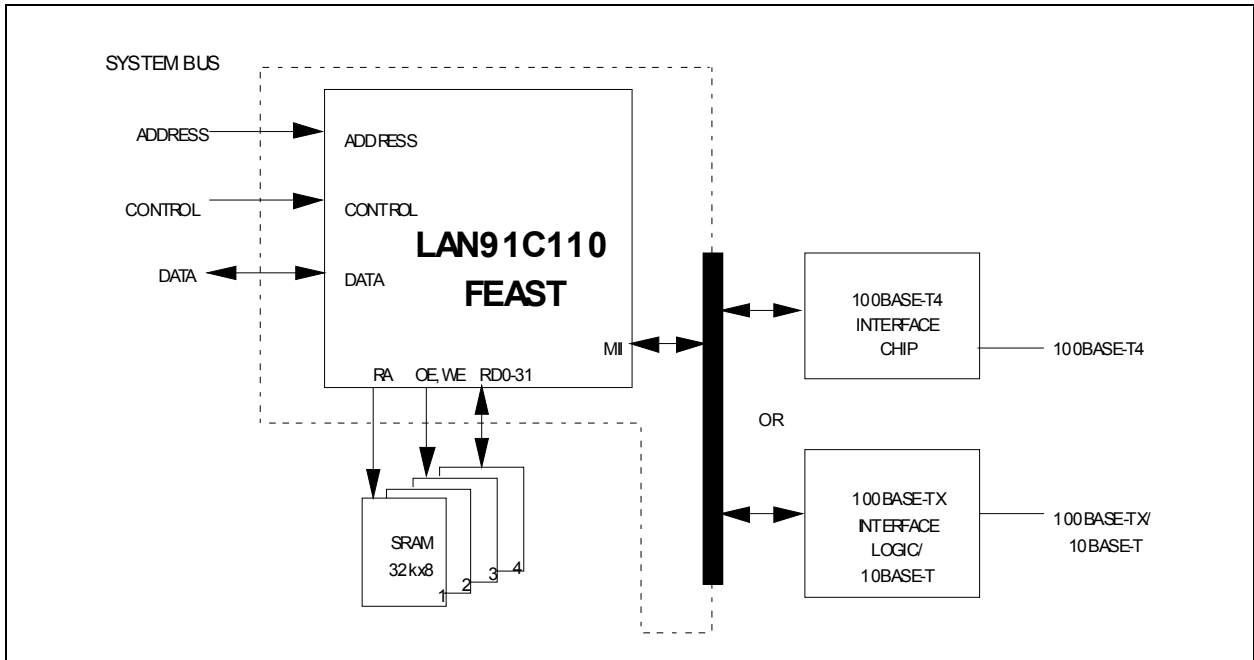 SYSTEM BUS
ADDRESS
ADDRESS
CONTROL
CONTROL
LAN91C110
FEAST
DATA
DATA
MII
RA
OE, WE
RD0-31
SRAM
32kx8
1
2
3
4
100BASE-T4
INTERFACE
CHIP
100BASE-T4
OR
100BASE-TX
INTERFACE
LOGIC/
10BASE-T
100BASE-TX/
10BASE-T